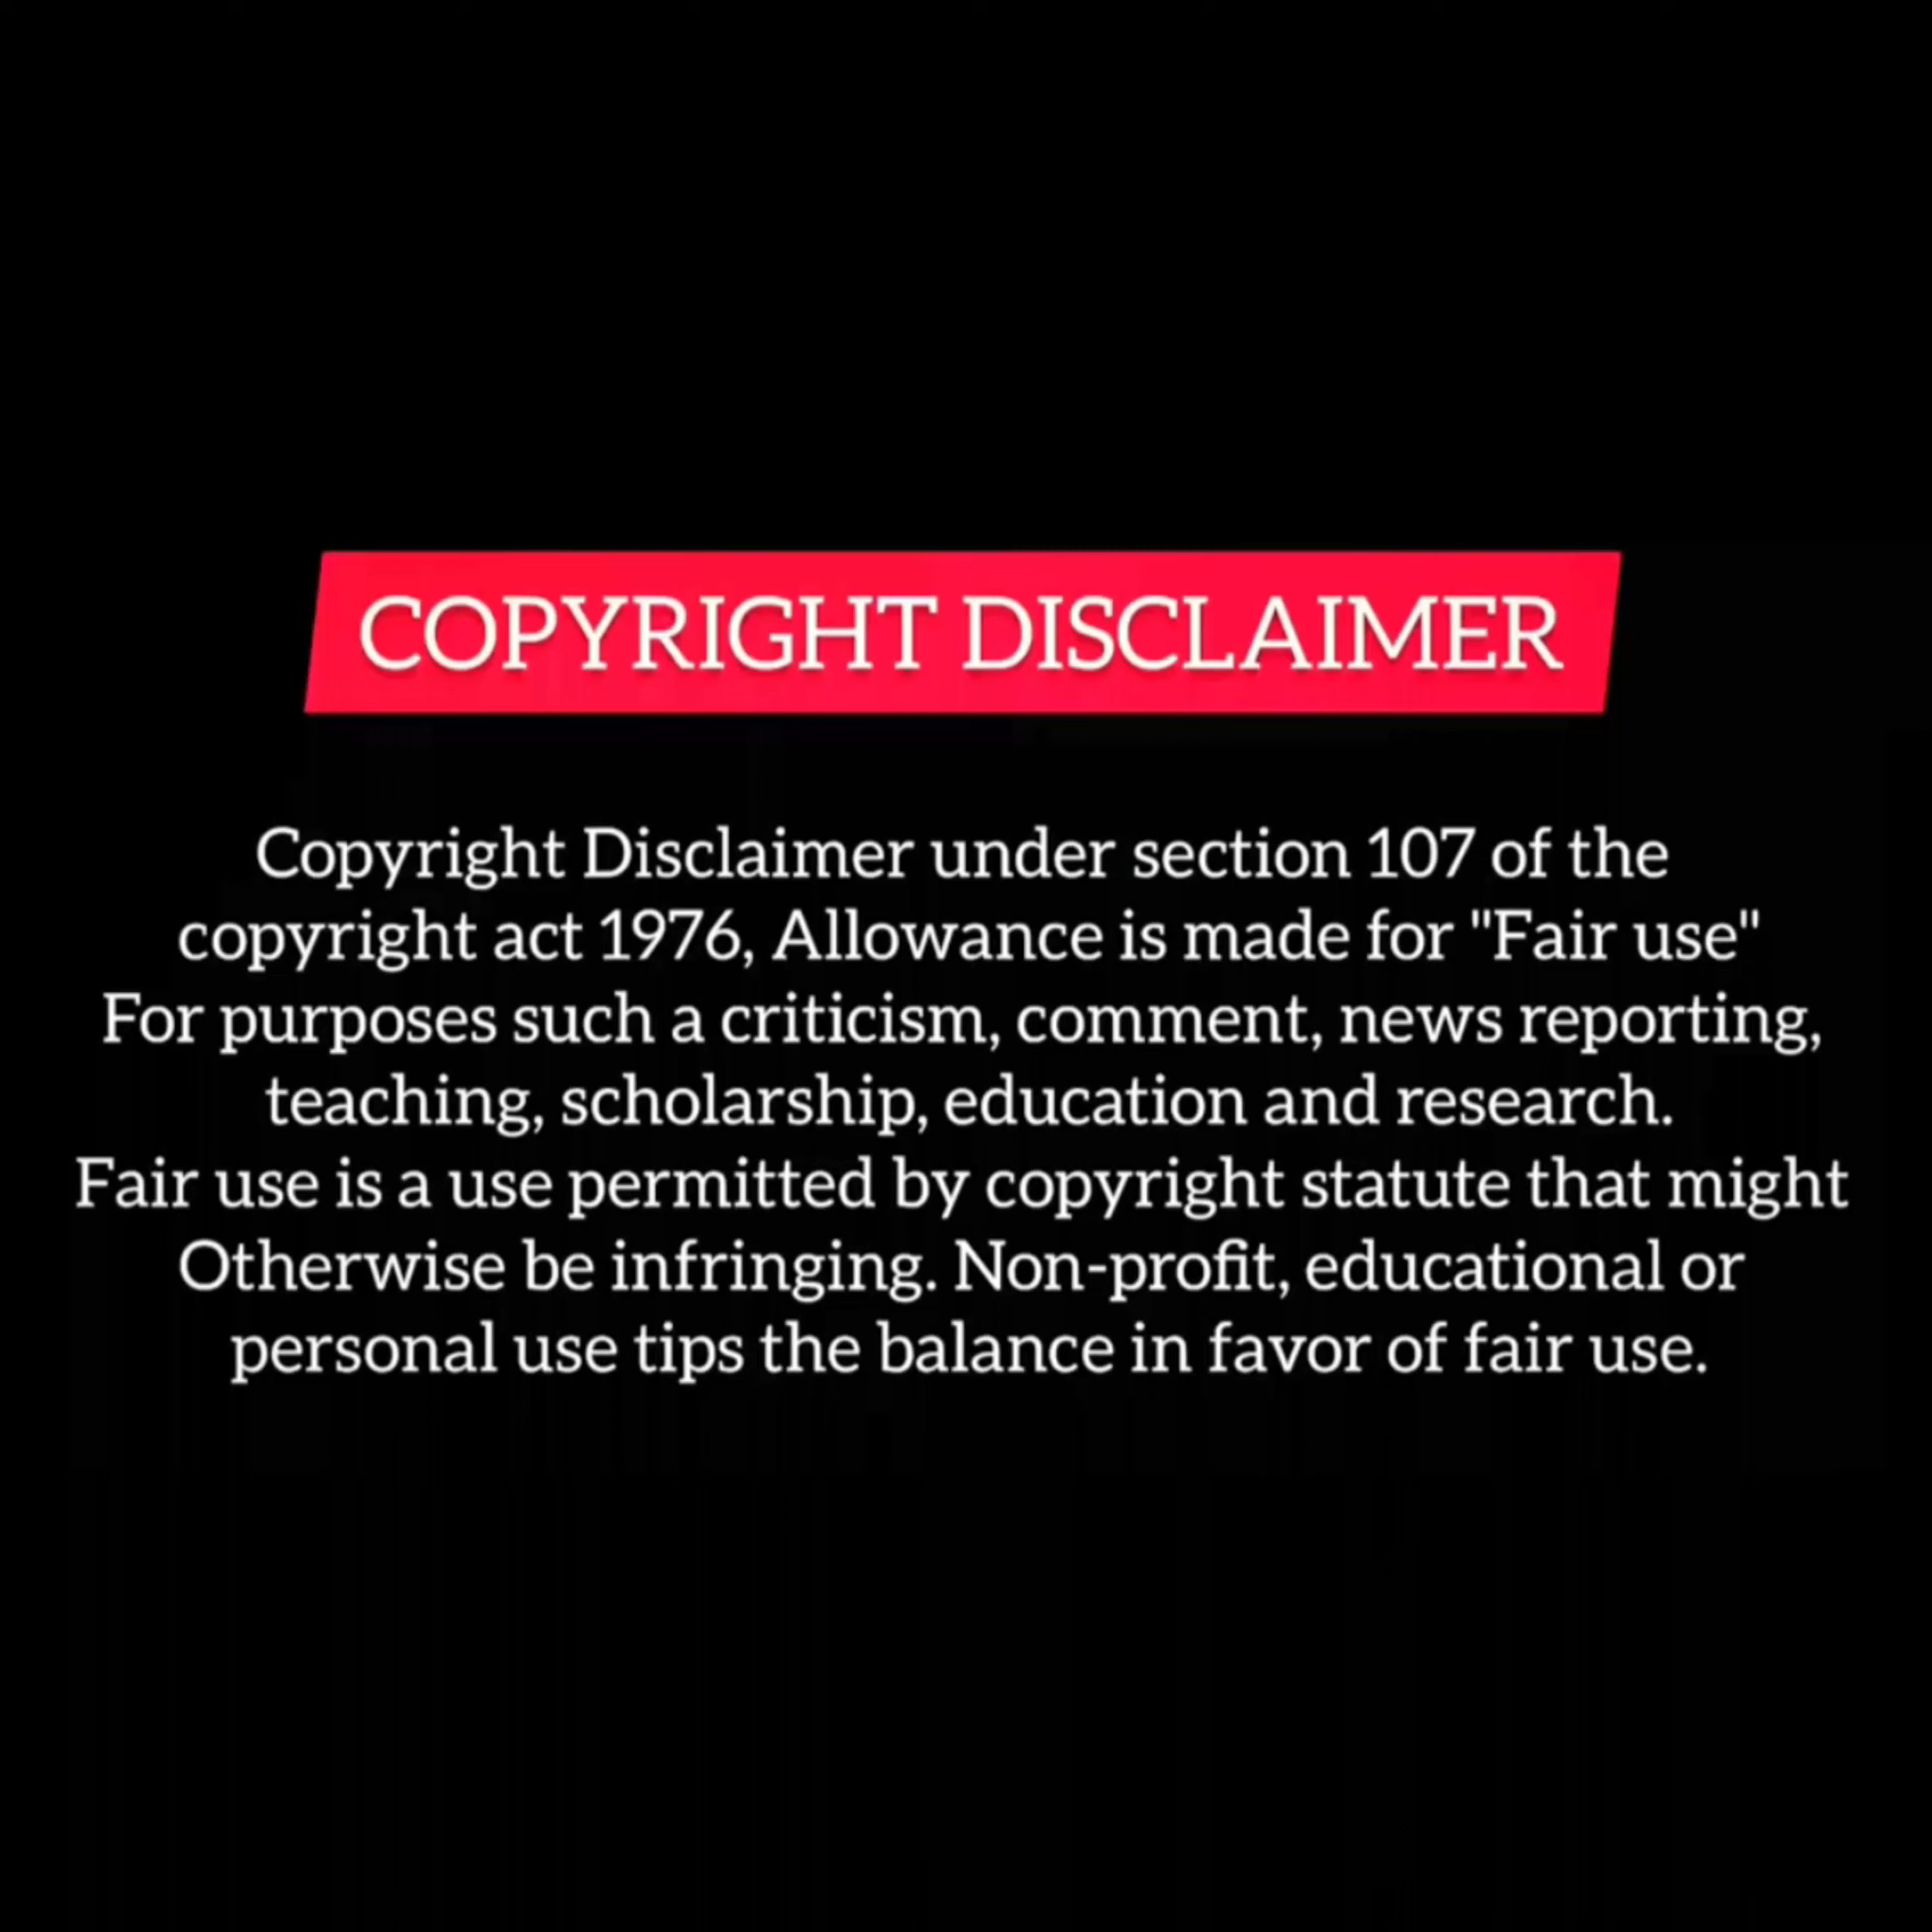 COPYRIGHT DISCLAIMER
Copyright Disclaimer under section 107 of the
copyright act 1976, Allowance is made for "Fair use"
For purposes such a criticism, comment, news reporting,
teaching, scholarship, education and research.
Fair use is a use permitted by copyright statute that might
Otherwise be infringing. Non-profit, educational or
personal use tips the balance in favor of fair use.